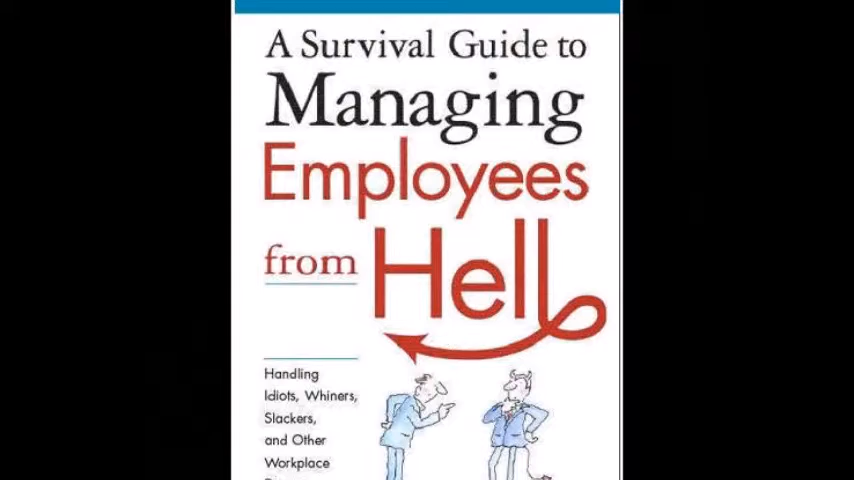 A Survival Guide to
Managing
Employees
from Hell
Handling
Idiots, Whiners,
Slackers,
and Other
Workplace